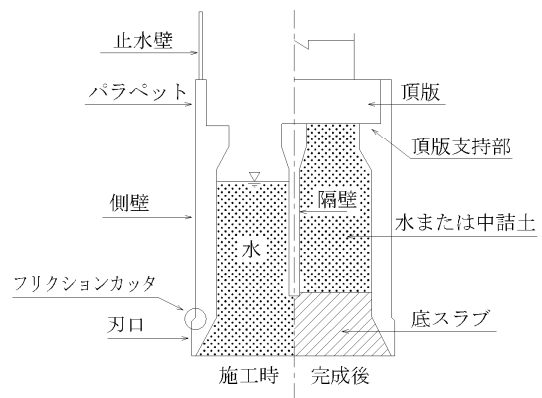 止水壁
パラペット
頂版
頂版支持部
隔壁
側壁
水または中詰土
水
フリクションカッタ
刃口
底スラブ
施工時
完成後